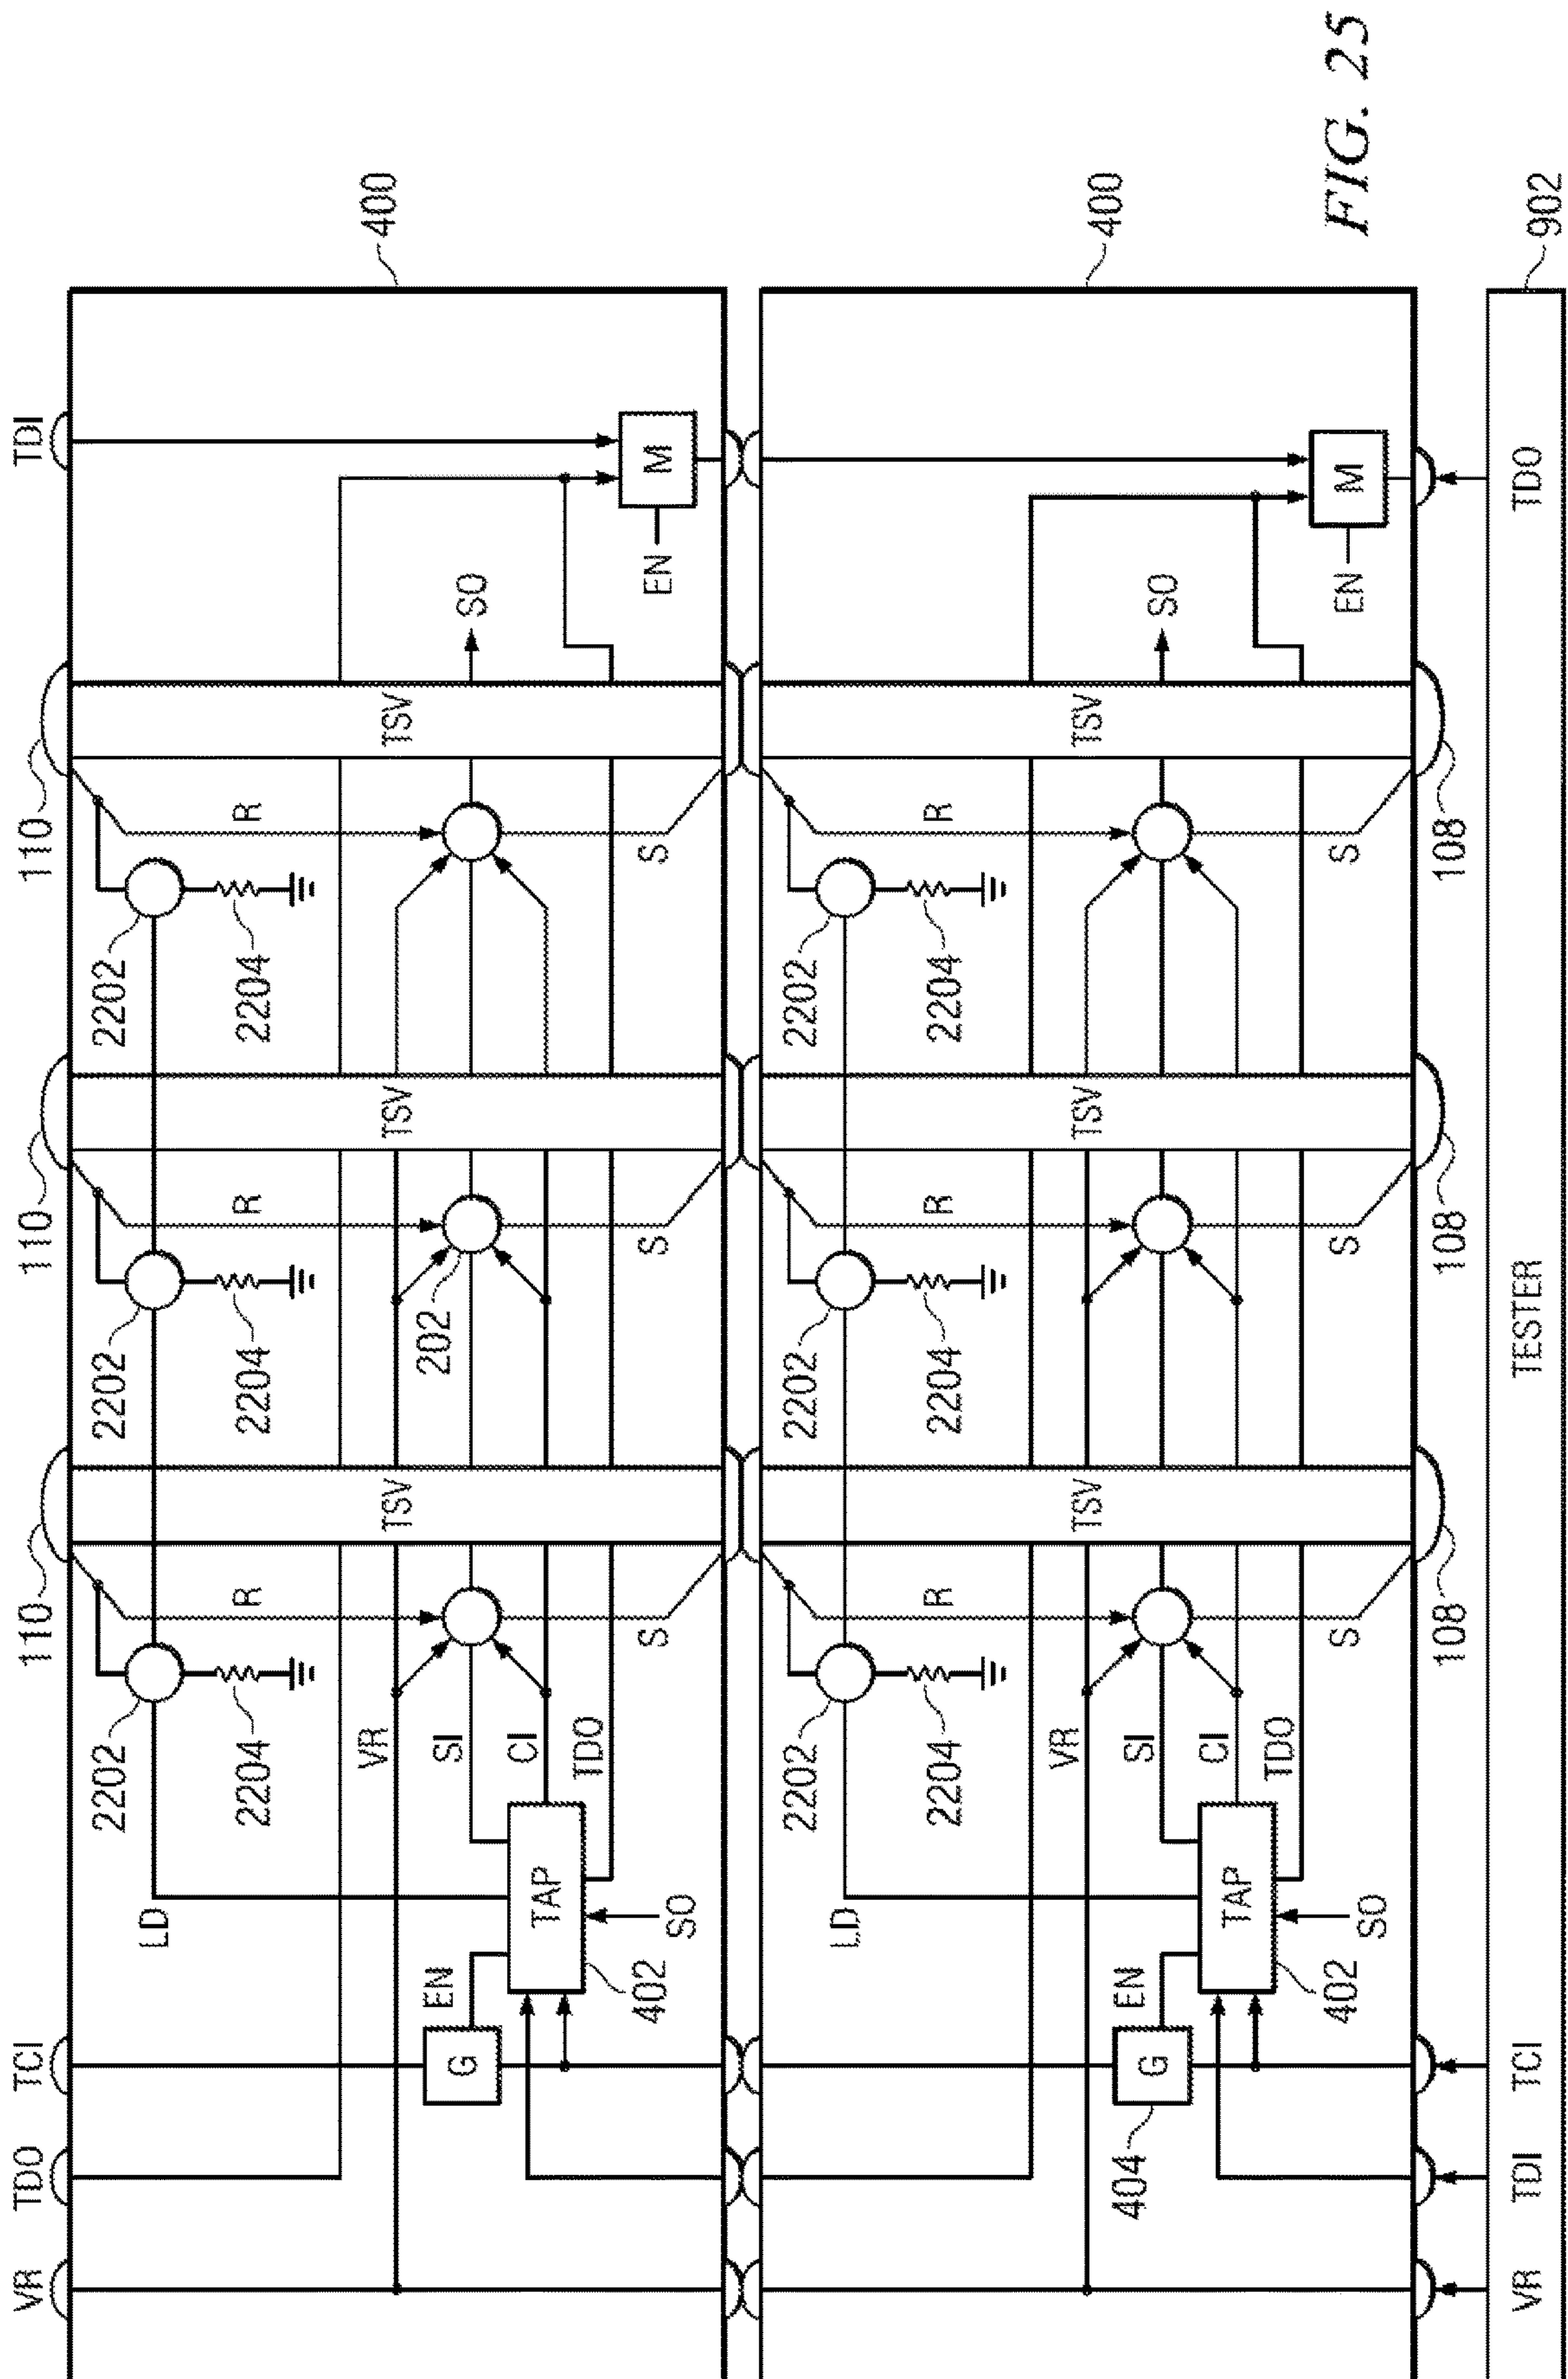 VR
TDO
TCI
110
110
110
TDI
LD
2202
2202
2202
2204
2204
2204
R
R
R
VR
TSV
TSV
TSV
400
EN
SI
202
SO
G
TAP
CI
402
TDO
SO
S
S
S
EN
M
LD
2202
2202
2202
2204
2204
2204
R
R
R
VR
TSV
TSV
TSV
400
404
EN
SI
SO
G
TAP
CI
402
TDO
SO
S
S
S
EN
M
108
108
108
VR
TDI
TCI
TESTER
TDO
902
FIG. 25